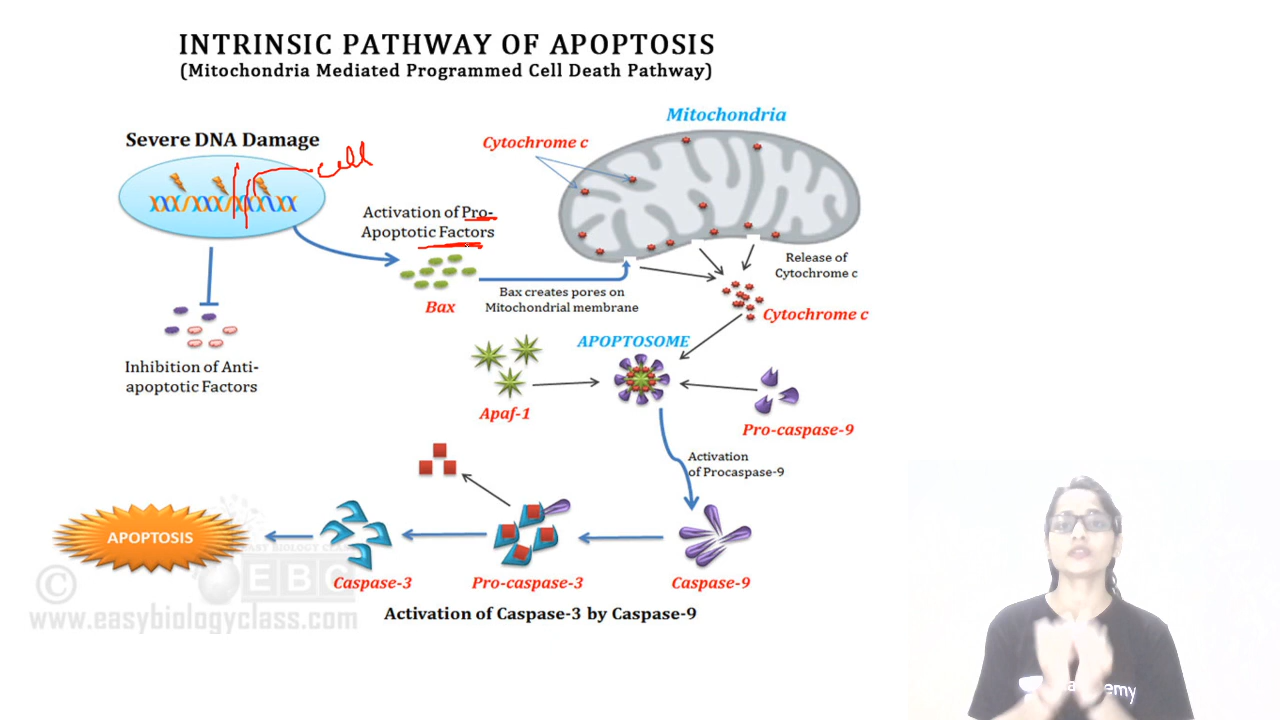 INTRINSIC PATHWAY OF APOPTOSIS
(Mitochondria Mediated Programmed Cell Death Pathway)
Mitochondria
Severe DNA Damage
Cytochrome c
cell
Activation of Pro-
Apoptotic Factors
Release of
Cytochrome c
Bax
Bax creates pores on
Mitochondrial membrane
Cytochrome c
APOPTOSOME
Inhibition of Anti-
apoptotic Factors
Apaf-1
Pro-caspase-9
Activation
of Procaspase-9
APOPTOSIS
EASY BIOLOGY CLASS
EBC
Caspase-3
Pro-caspase-3
Caspase-9
©
www.easybiologyclass.com
Activation of Caspase-3 by Caspase-9